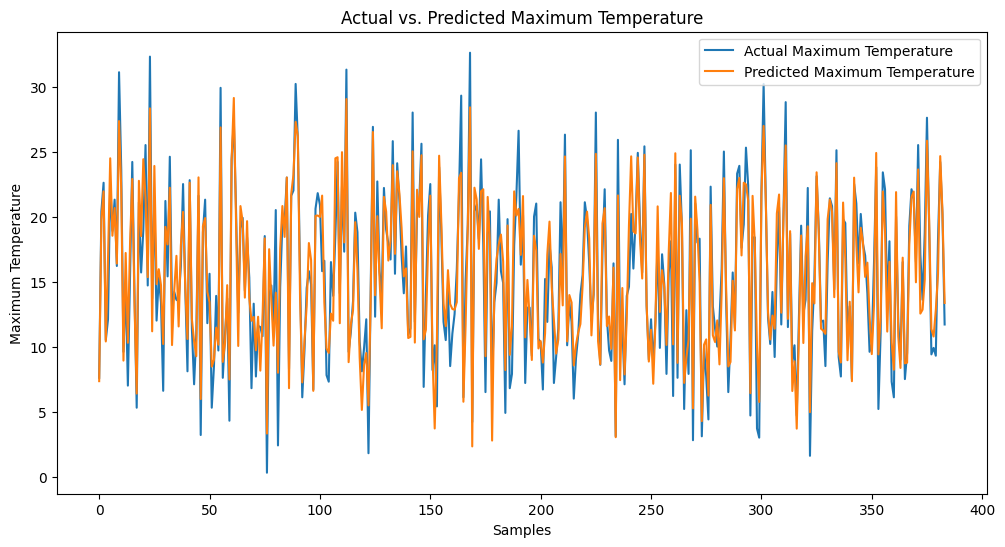 Actual vs. Predicted Maximum Temperature
Actual Maximum Temperature
Predicted Maximum Temperature
Maximum Temperature
30
25
20
15
10
5
0
0 50 100 150 200 250 300 350 400
Samples